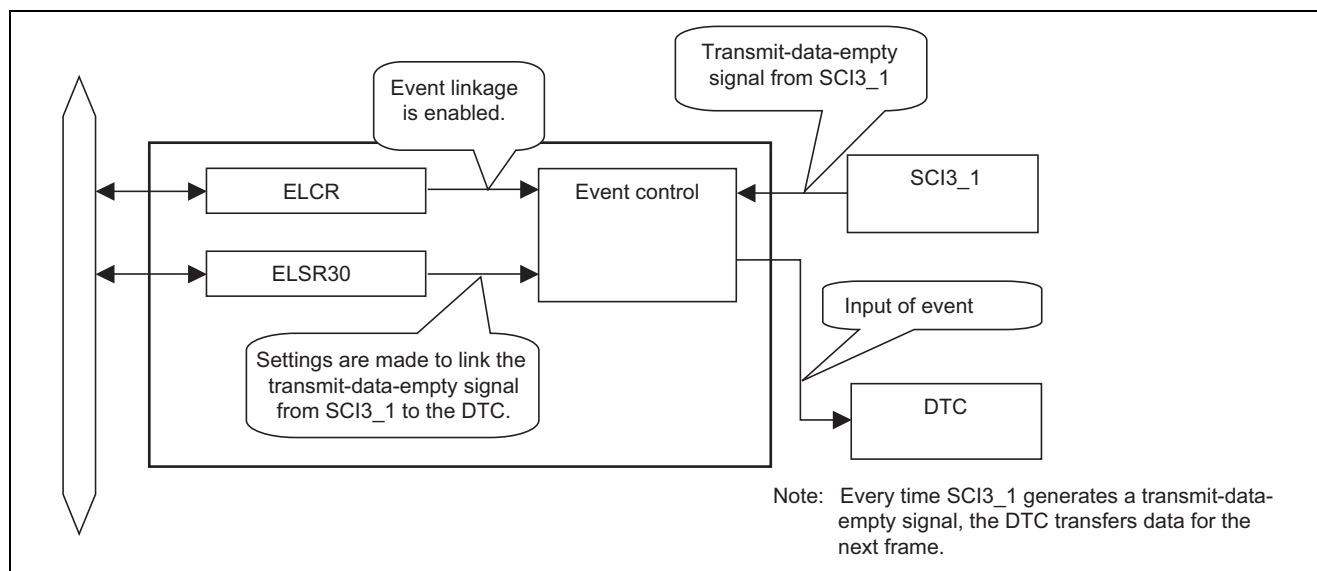 Transmit-data-empty
signal from SCI3_1
Event linkage
is enabled.
ELCR
Event control
SCI3_1
ELSR30
Input of event
Settings are made to link the
transmit-data-empty signal
from SCI3_1 to the DTC.
DTC
Note: Every time SCI3_1 generates a transmit-data-
empty signal, the DTC transfers data for the
next frame.